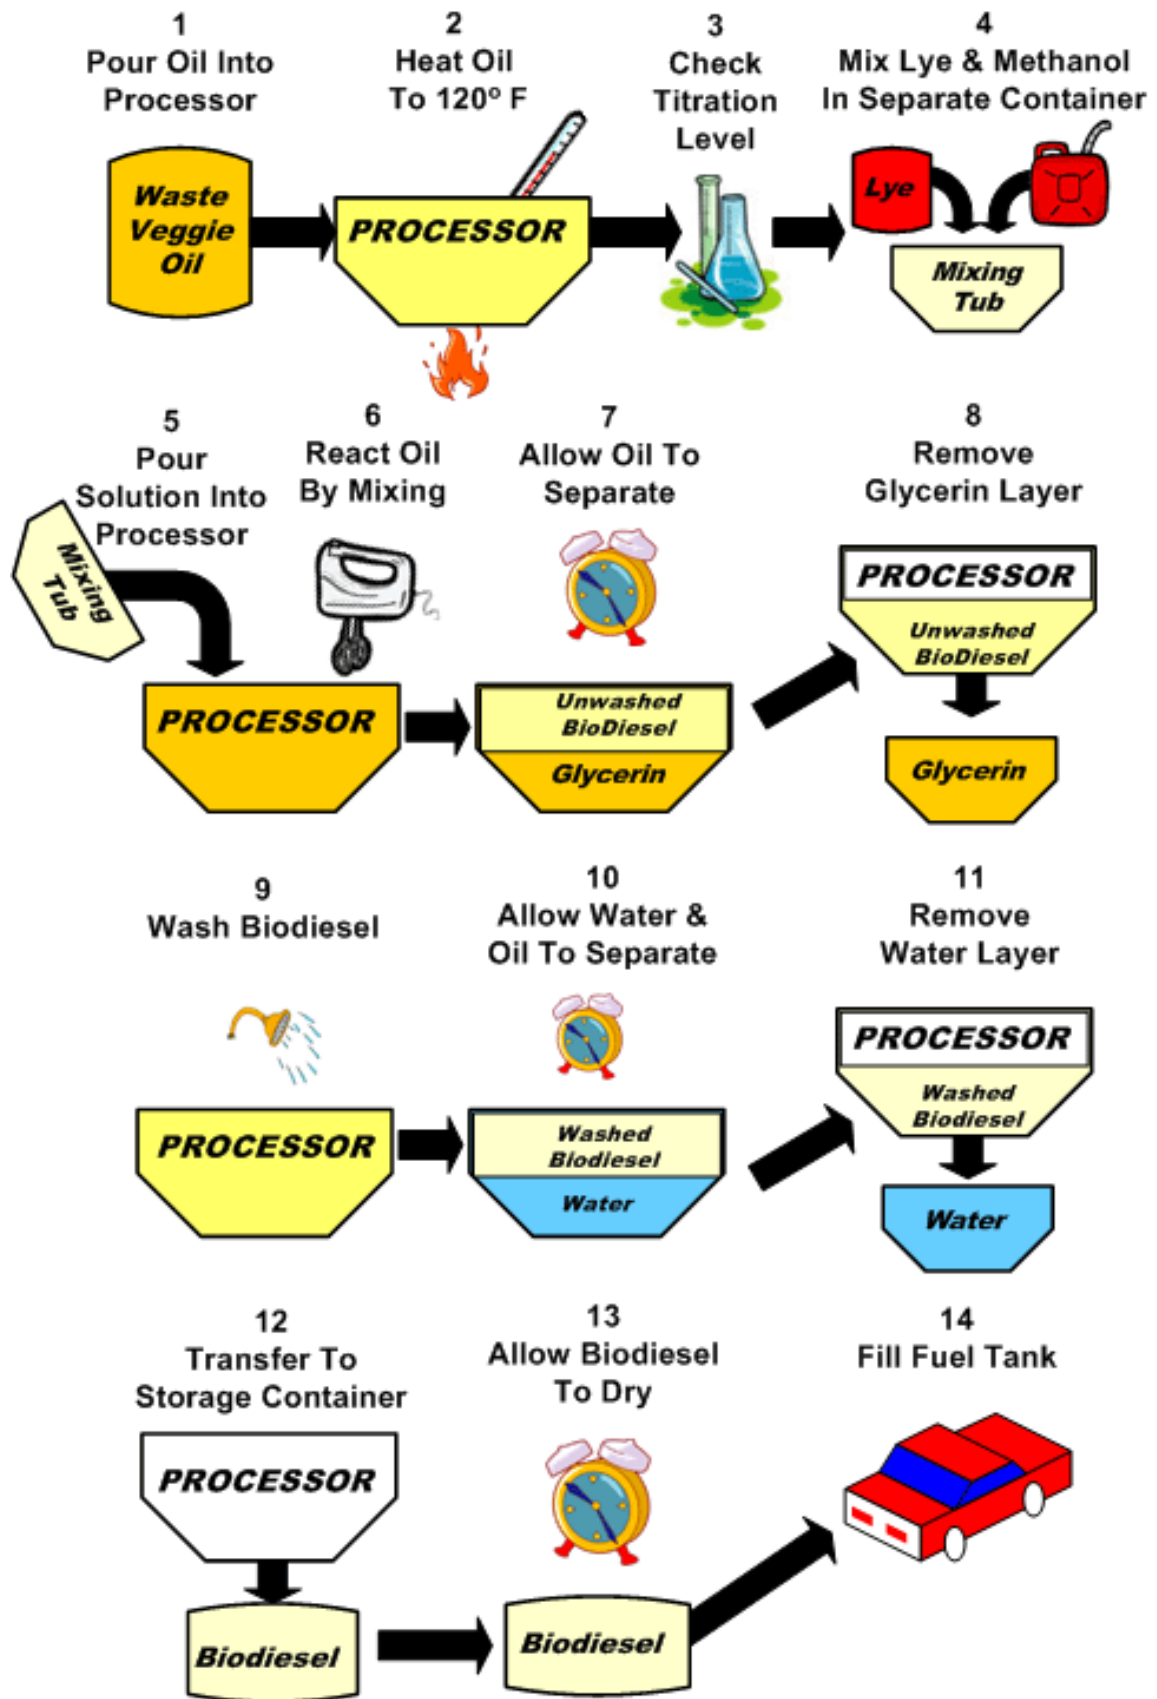 1
Pour Oil Into
Processor
2
Heat Oil
To 120º F
3
Check
Titration
Level
4
Mix Lye & Methanol
In Separate Container
Waste
Veggie
Oil
PROCESSOR
Lye
Mixing
Tub
5
Pour
Solution Into
Processor
6
React Oil
By Mixing
7
Allow Oil To
Separate
8
Remove
Glycerin Layer
Mixing
Tub
PROCESSOR
Unwashed
BioDiesel
Glycerin
PROCESSOR
Unwashed
BioDiesel
Glycerin
9
Wash Biodiesel
10
Allow Water &
Oil To Separate
11
Remove
Water Layer
PROCESSOR
Washed
Biodiesel
Water
PROCESSOR
Washed
Biodiesel
Water
12
Transfer To
Storage Container
13
Allow Biodiesel
To Dry
14
Fill Fuel Tank
PROCESSOR
Biodiesel
Biodiesel